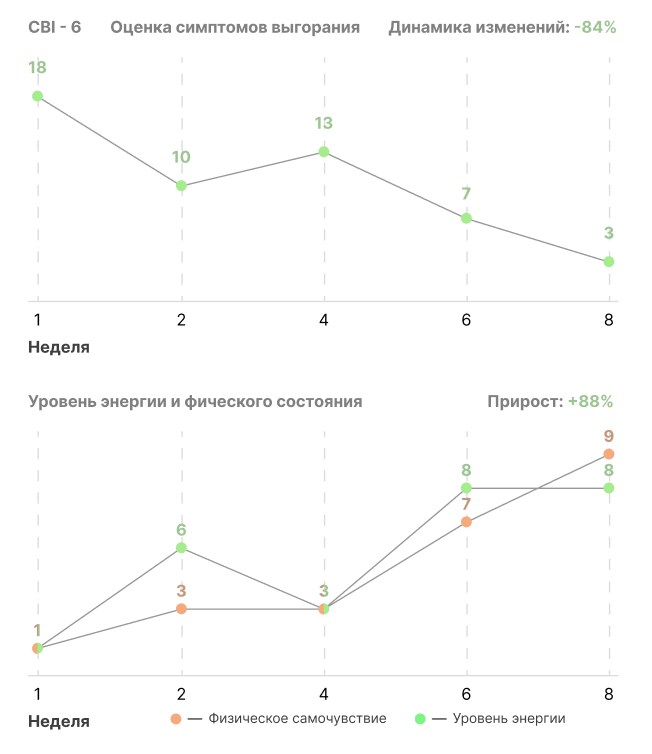 CBI - 6 Оценка симптомов выгорания Динамика изменений: -84%
18
10
13
7
3
1 2 4 6 8
Неделя
Уровень энергии и фического состояния Прирост: +88%
1
6
3
3
8
7
9
8
1 2 4 6 8
Неделя — Физическое самочувствие — Уровень энергии